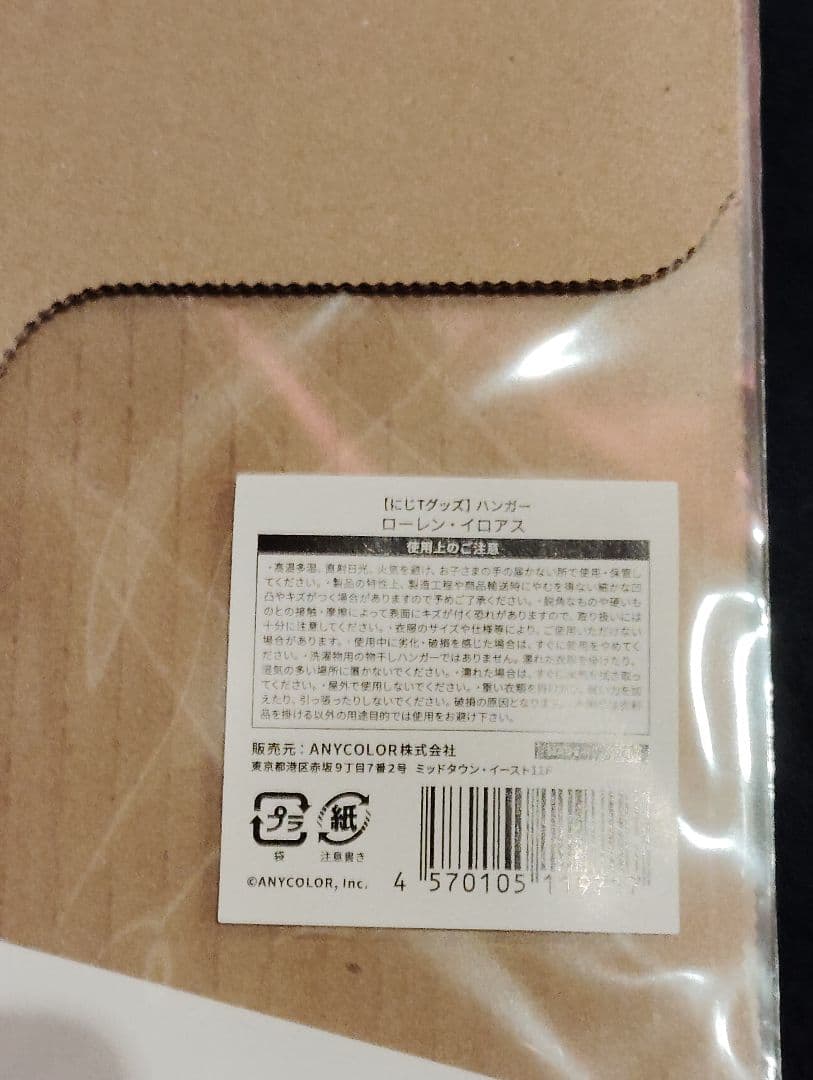 【にじTグッズ】ハンガー
ローレン・イロアス
使用上のご注意
・高温多湿、直射日光、火気を避け、お子さまの手の届かない所で使用・保管し
てください。・製品の特性上、製造工程や商品輸送時にやむを得ない細かな凹
凸やキズがつく場合がありますので予めご了承ください。・鋭角なものや硬いも
のとの接触・摩擦によって表面にキズが付く恐れがありますので、取り扱いには
十分に注意してください。・衣服のサイズや仕様等により、ご使用いただけない
場合があります。・使用中に劣化・破損を感じた場合は、すぐに使用をやめてく
ださい。・洗濯物用の物干しハンガーではありません。濡れた衣類を掛けたり、
湿気の多い場所に置かないでください。・濡れた場合は、すぐに水気を拭き取っ
てください。・屋外で使用しないでください。・重い衣類を
えたり、引っ張ったりしないでください。破損の原因となります。
品を掛ける以外の用途目的では使用をお避け下さい。
販売元：ANYCOLOR株式会社
東京都港区赤坂9丁目7番2号 ミッドタウン・イースト11F
プラ 紙
袋 注意書き
©ANYCOLOR, Inc. 4 570105